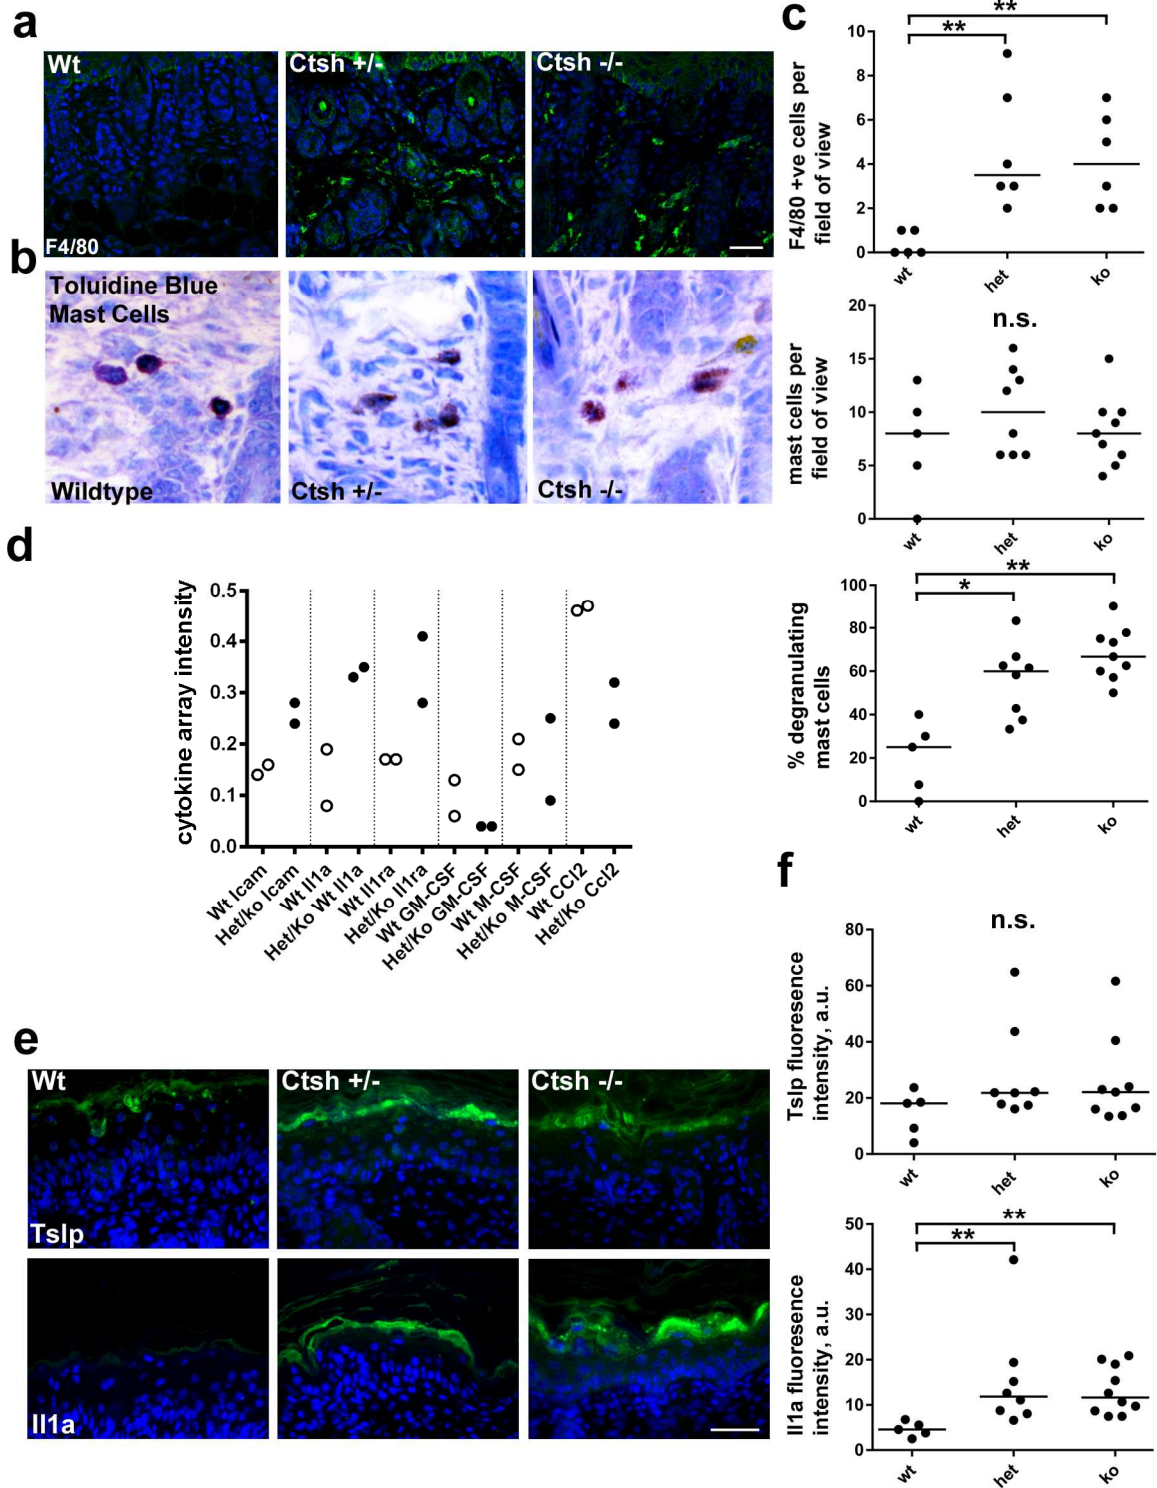 a
Wt
Ctsh +/-
Ctsh -/-
F4/80
b
Toluidine Blue
Mast Cells
Wildtype
Ctsh +/-
Ctsh -/-
c
**
**
F4/80 +ve cells per
field of view
10
8
6
4
2
0
wt
het
ko
n.s.
mast cells per
field of view
20
15
10
5
0
wt
het
ko
**
*
% degranulating
mast cells
100
80
60
40
20
0
wt
het
ko
d
cytokine array intensity
0.5
0.4
0.3
0.2
0.1
0.0
Wt Icam
Het/ko Icam
Wt Il1a
Het/Ko Wt Il1a
Wt Il1ra
Het/Ko Il1ra
Wt GM-CSF
Het/Ko GM-CSF
Wt M-CSF
Het/Ko M-CSF
Wt CCl2
Het/Ko Ccl2
e
Wt
Ctsh +/-
Ctsh -/-
Tslp
Il1a
f
n.s.
Tslp fluoresence
intensity, a.u.
80
60
40
20
0
wt
het
ko
**
**
Il1a fluoresence
intensity, a.u.
50
40
30
20
10
0
wt
het
ko